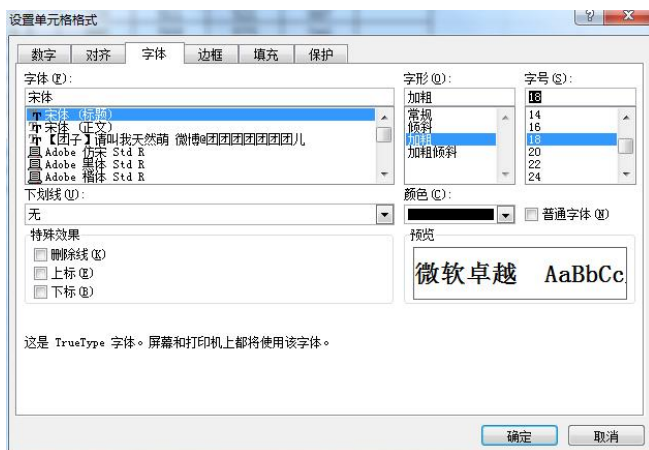 设置单元格格式
数字 对齐 字体 边框 填充 保护
字体(F): 字形(O): 字号(S):
宋体 加粗 18
宋体 (标题) 常规 14
宋体 (正文) 倾斜 16
【团子】请叫我天然萌 微博@团团团团团团团儿 加粗 18
Adobe 仿宋 Std R 加粗倾斜 20
Adobe 黑体 Std R 22
Adobe 楷体 Std R 24
下划线(U): 颜色(C):
无 普通字体(N)
特殊效果 预览
删除线(K)
上标(E)
下标(B)
微软卓越 AaBbCc
这是 TrueType 字体。屏幕和打印机上都将使用该字体。
确定 取消